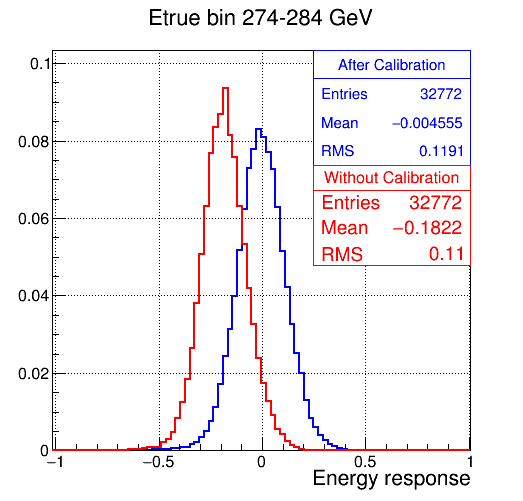 Etrue bin 274-284 GeV
After Calibration
Entries 32772
Mean −0.004555
RMS 0.1191
Without Calibration
Entries 32772
Mean −0.1822
RMS 0.11
0.1
0.08
0.06
0.04
0.02
0
−1 −0.5 0 0.5 1
Energy response